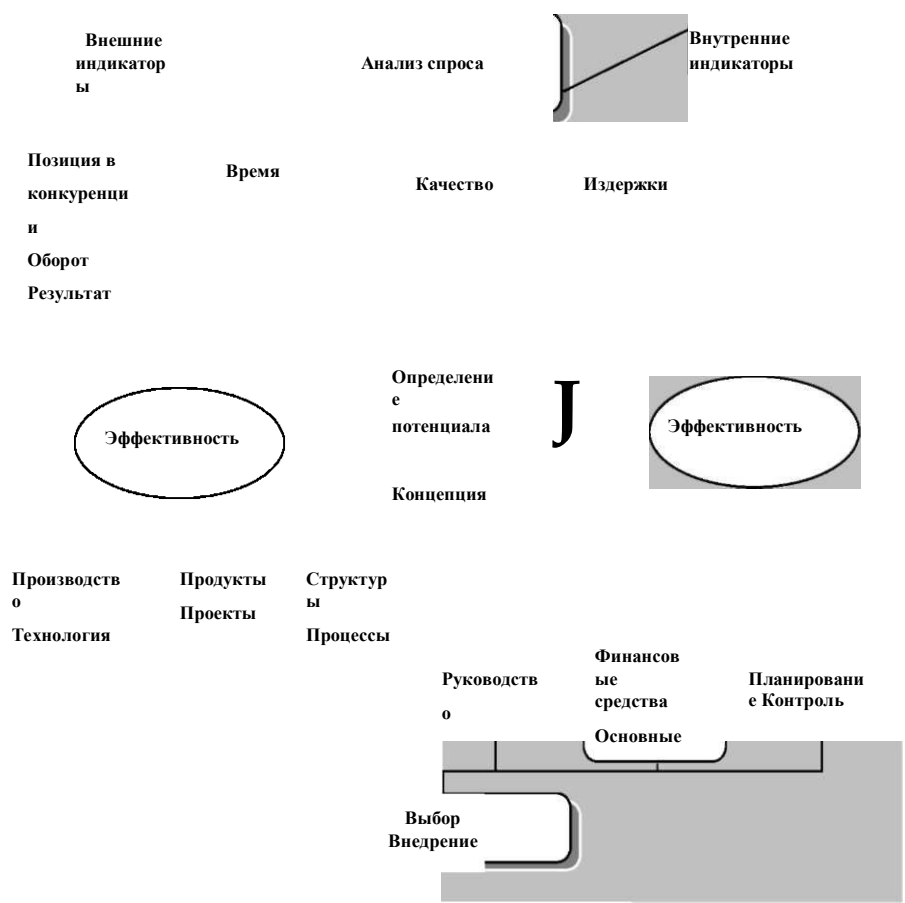 Внешние
индикатор
ы
Анализ спроса
Внутренние
индикаторы
Позиция в
конкуренци
и
Оборот
Результат
Время
Качество
Издержки
Эффективность
Определени
е
потенциала
Концепция
J
Эффективность
Производств
о
Технология
Продукты
Проекты
Структур
ы
Процессы
Руководств
о
Финансов
ые
средства
Основные
Планировани
е Контроль
Выбор
Внедрение